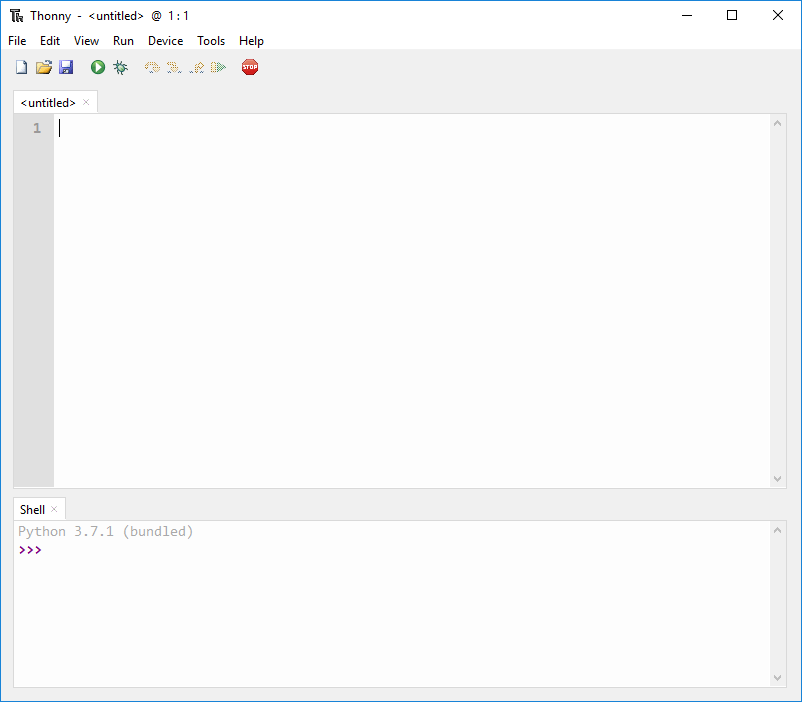 Thonny - <untitled> @ 1 : 1
File Edit View Run Device Tools Help
STOP
<untitled>
1
Shell
Python 3.7.1 (bundled)
>>>